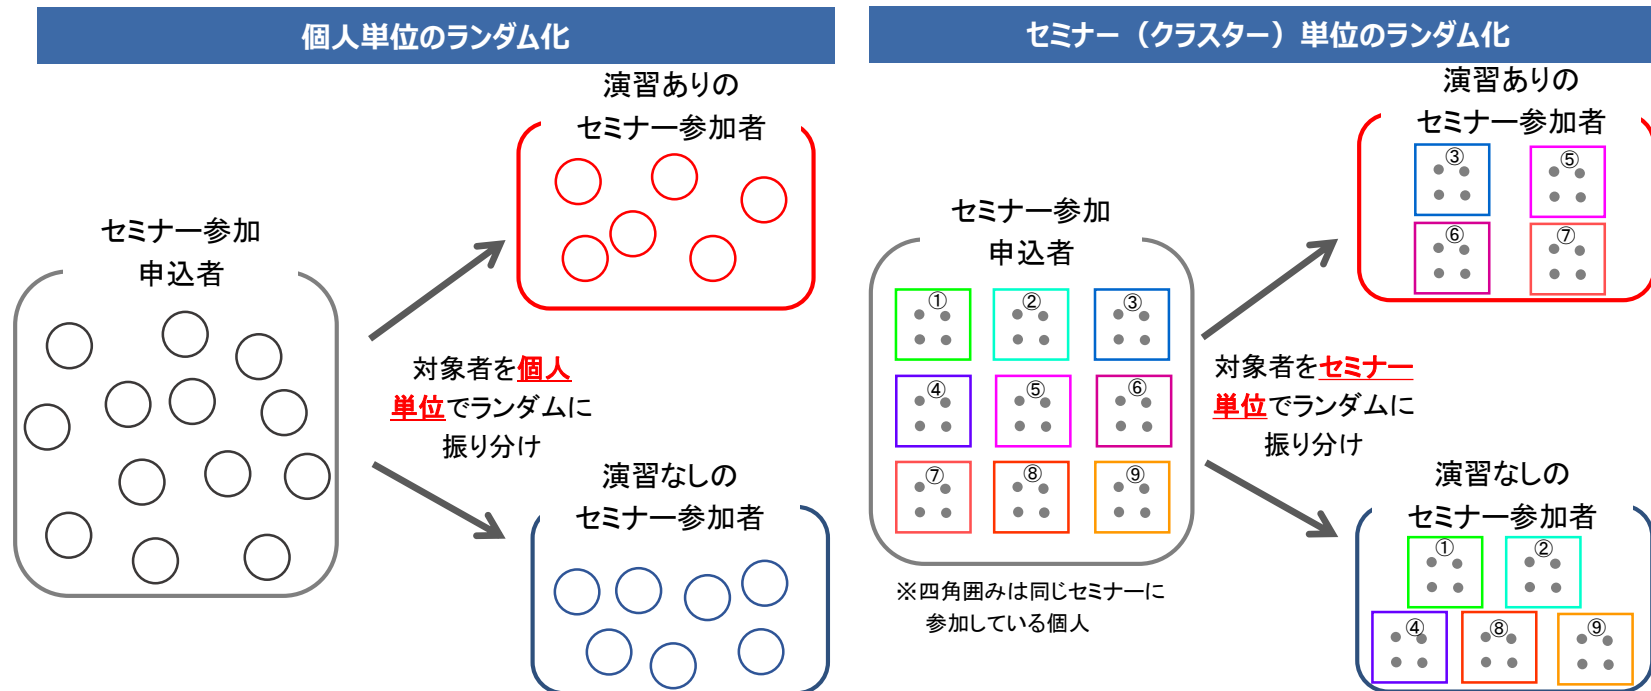 個人単位のランダム化
演習ありの
セミナー参加者
セミナー参加
申込者
対象者を個人
単位でランダムに
振り分け
演習なしの
セミナー参加者
セミナー（クラスター）単位のランダム化
演習ありの
セミナー参加者
③ ⑤
⑥ ⑦
セミナー参加
申込者
① ② ③
④ ⑤ ⑥
⑦ ⑧ ⑨
※四角囲みは同じセミナーに
参加している個人
対象者をセミナー
単位でランダムに
振り分け
演習なしの
セミナー参加者
① ②
④ ⑧ ⑨